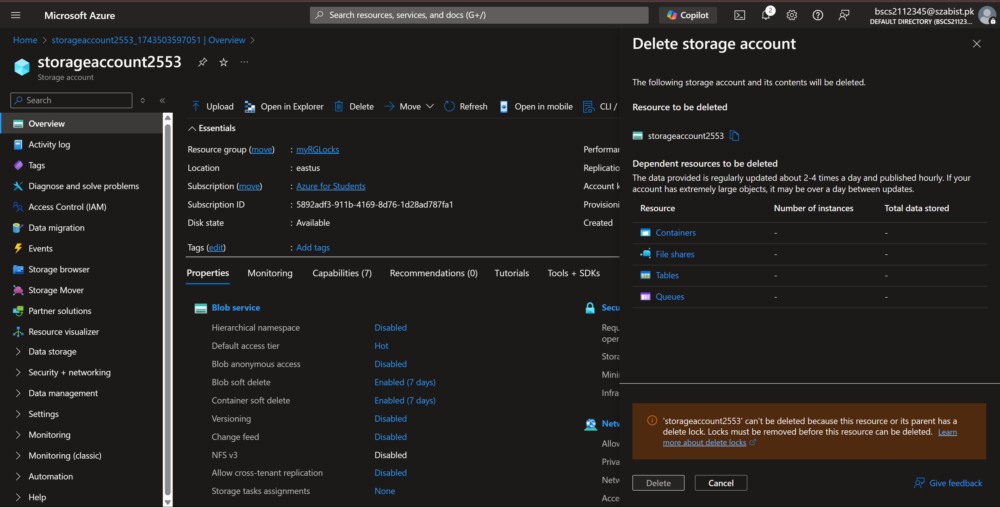 Microsoft Azure
Search resources, services, and docs (G+/)
Copilot
2
bscs2112345@szabist.pk
DEFAULT DIRECTORY (BSCS21123...
Home > storageaccount2553_1743503597051 | Overview >
storageaccount2553
Storage account
Search
Overview
Activity log
Tags
Diagnose and solve problems
Access Control (IAM)
Data migration
Events
Storage browser
Storage Mover
Partner solutions
Resource visualizer
Data storage
Security + networking
Data management
Settings
Monitoring
Monitoring (classic)
Automation
Help
Upload Open in Explorer Delete Move Refresh Open in mobile CLI /
Essentials
Resource group (move) : myRGLocks
Location : eastus
Subscription (move) : Azure for Students
Subscription ID : 5892adf3-911b-4169-8d76-1d28ad787fa1
Disk state : Available
Tags (edit) : Add tags
Performan
Replicatio
Account k
Provisioni
Created
Properties Monitoring Capabilities (7) Recommendations (0) Tutorials Tools + SDKs
Blob service
Hierarchical namespace Disabled
Default access tier Hot
Blob anonymous access Disabled
Blob soft delete Enabled (7 days)
Container soft delete Enabled (7 days)
Versioning Disabled
Change feed Disabled
NFS v3 Disabled
Allow cross-tenant replication Disabled
Storage tasks assignments None
Secu
Requ
oper
Stora
Mini
Infra
Netw
Allow
Priva
Netw
Acce
Delete storage account
The following storage account and its contents will be deleted.
Resource to be deleted
storageaccount2553
Dependent resources to be deleted
The data provided is regularly updated about 2-4 times a day and published hourly. If your
account has extremely large objects, it may be over a day between updates.
Resource Number of instances Total data stored
Containers - -
File shares - -
Tables - -
Queues - -
'storageaccount2553' can't be deleted because this resource or its parent has a
delete lock. Locks must be removed before this resource can be deleted. Learn
more about delete locks
Delete Cancel Give feedback